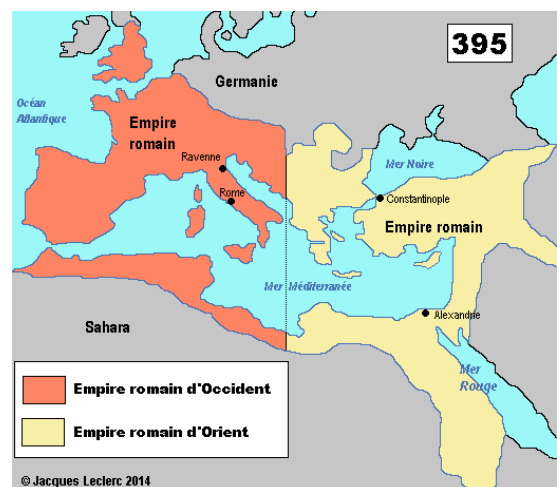 395
Germanie
Océan
Atlantique
Empire
romain
Ravenne
Rome
Mer Noire
Constantinople
Empire romain
Mer Méditerranée
Alexandrie
Sahara
Mer
Rouge
Empire romain d'Occident
Empire romain d'Orient
© Jacques Leclerc 2014